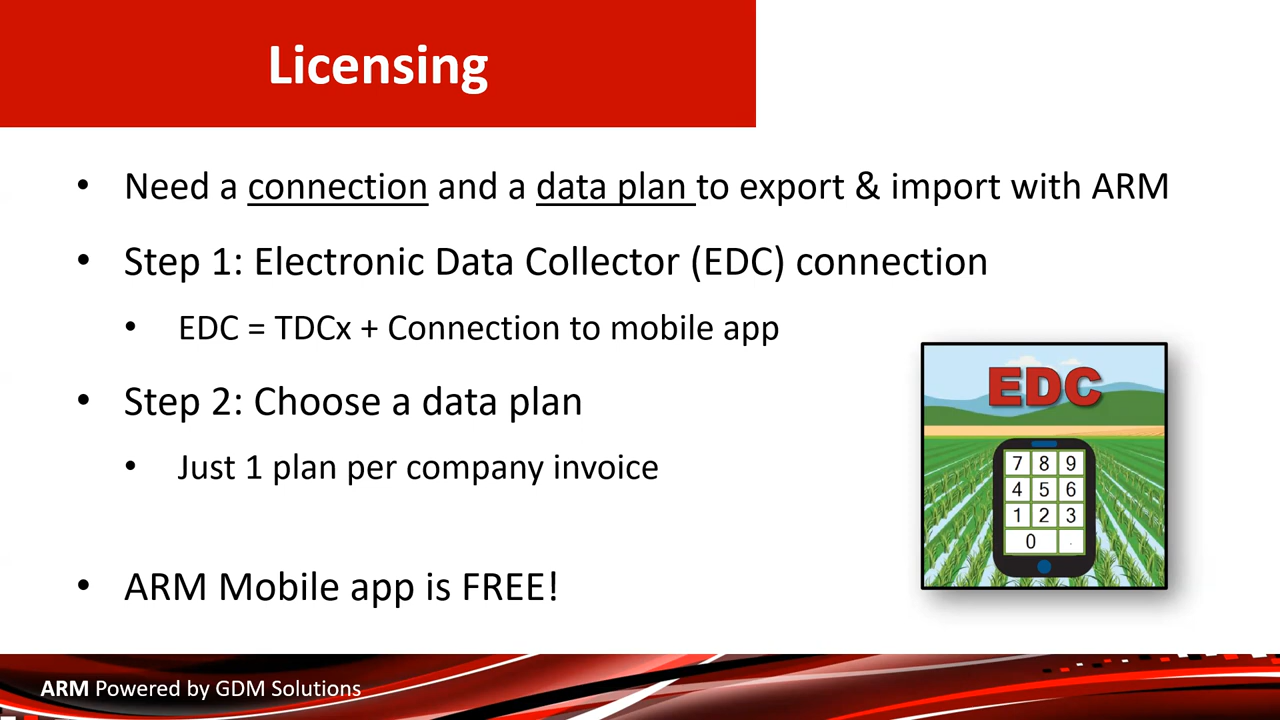 Licensing
• Need a connection and a data plan to export & import with ARM
• Step 1: Electronic Data Collector (EDC) connection
• EDC = TDCx + Connection to mobile app
• Step 2: Choose a data plan
• Just 1 plan per company invoice
• ARM Mobile app is FREE!
EDC
7 8 9
4 5 6
1 2 3
0 .
ARM Powered by GDM Solutions